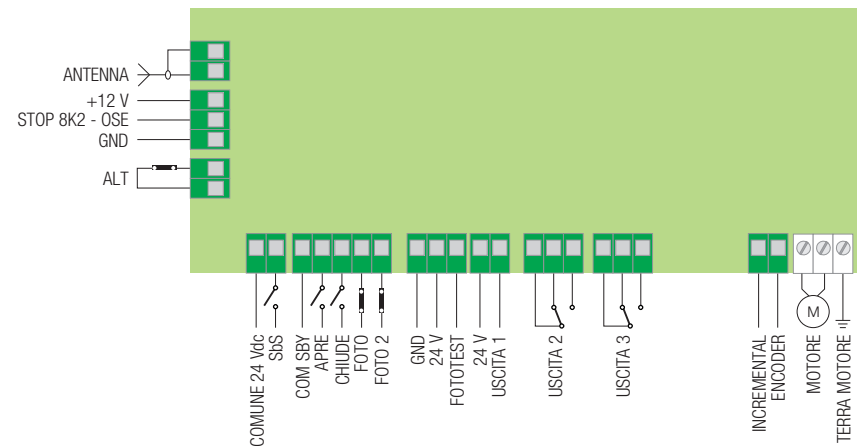 ANTENNA
+12 V
STOP 8K2 - OSE
GND
ALT
COMUNE 24 Vdc
SbS
COM SBY
APRE
CHIUDE
FOTO
FOTO 2
GND
24 V
FOTOTEST
24 V
USCITA 1
USCITA 2
USCITA 3
INCREMENTAL
ENCODER
M
MOTORE
TERRA MOTORE